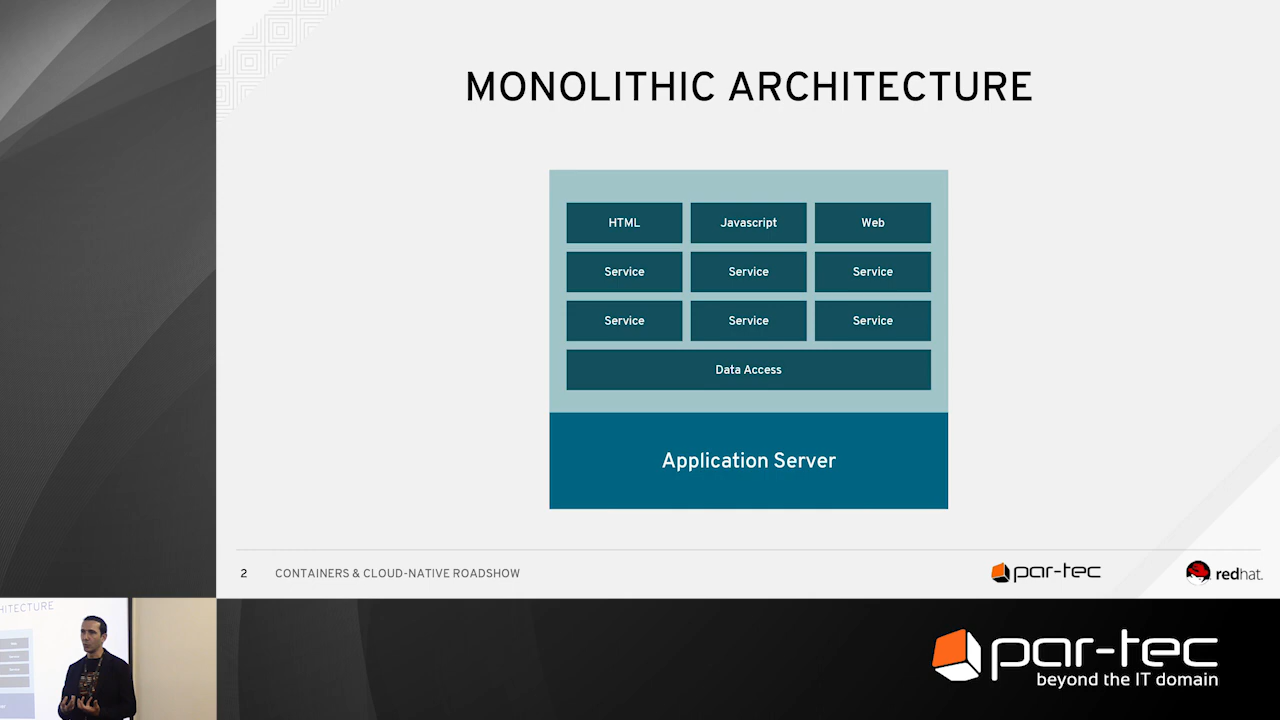 MONOLITHIC ARCHITECTURE
HTML Javascript Web
Service Service Service
Service Service Service
Data Access
Application Server
2 CONTAINERS & CLOUD-NATIVE ROADSHOW par-tec redhat.
HITECTURE
par-tec
beyond the IT domain